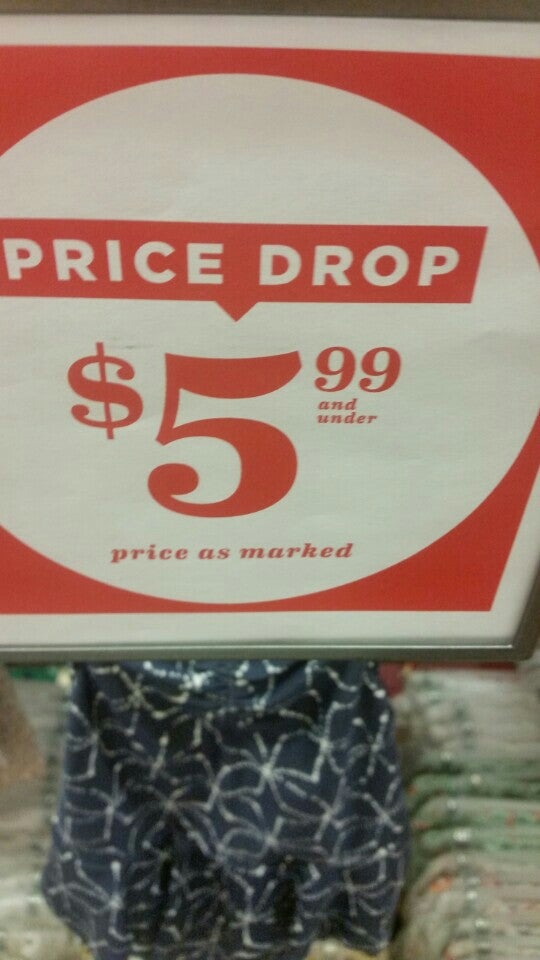 PRICE DROP
$5.99
and
under
price as marked